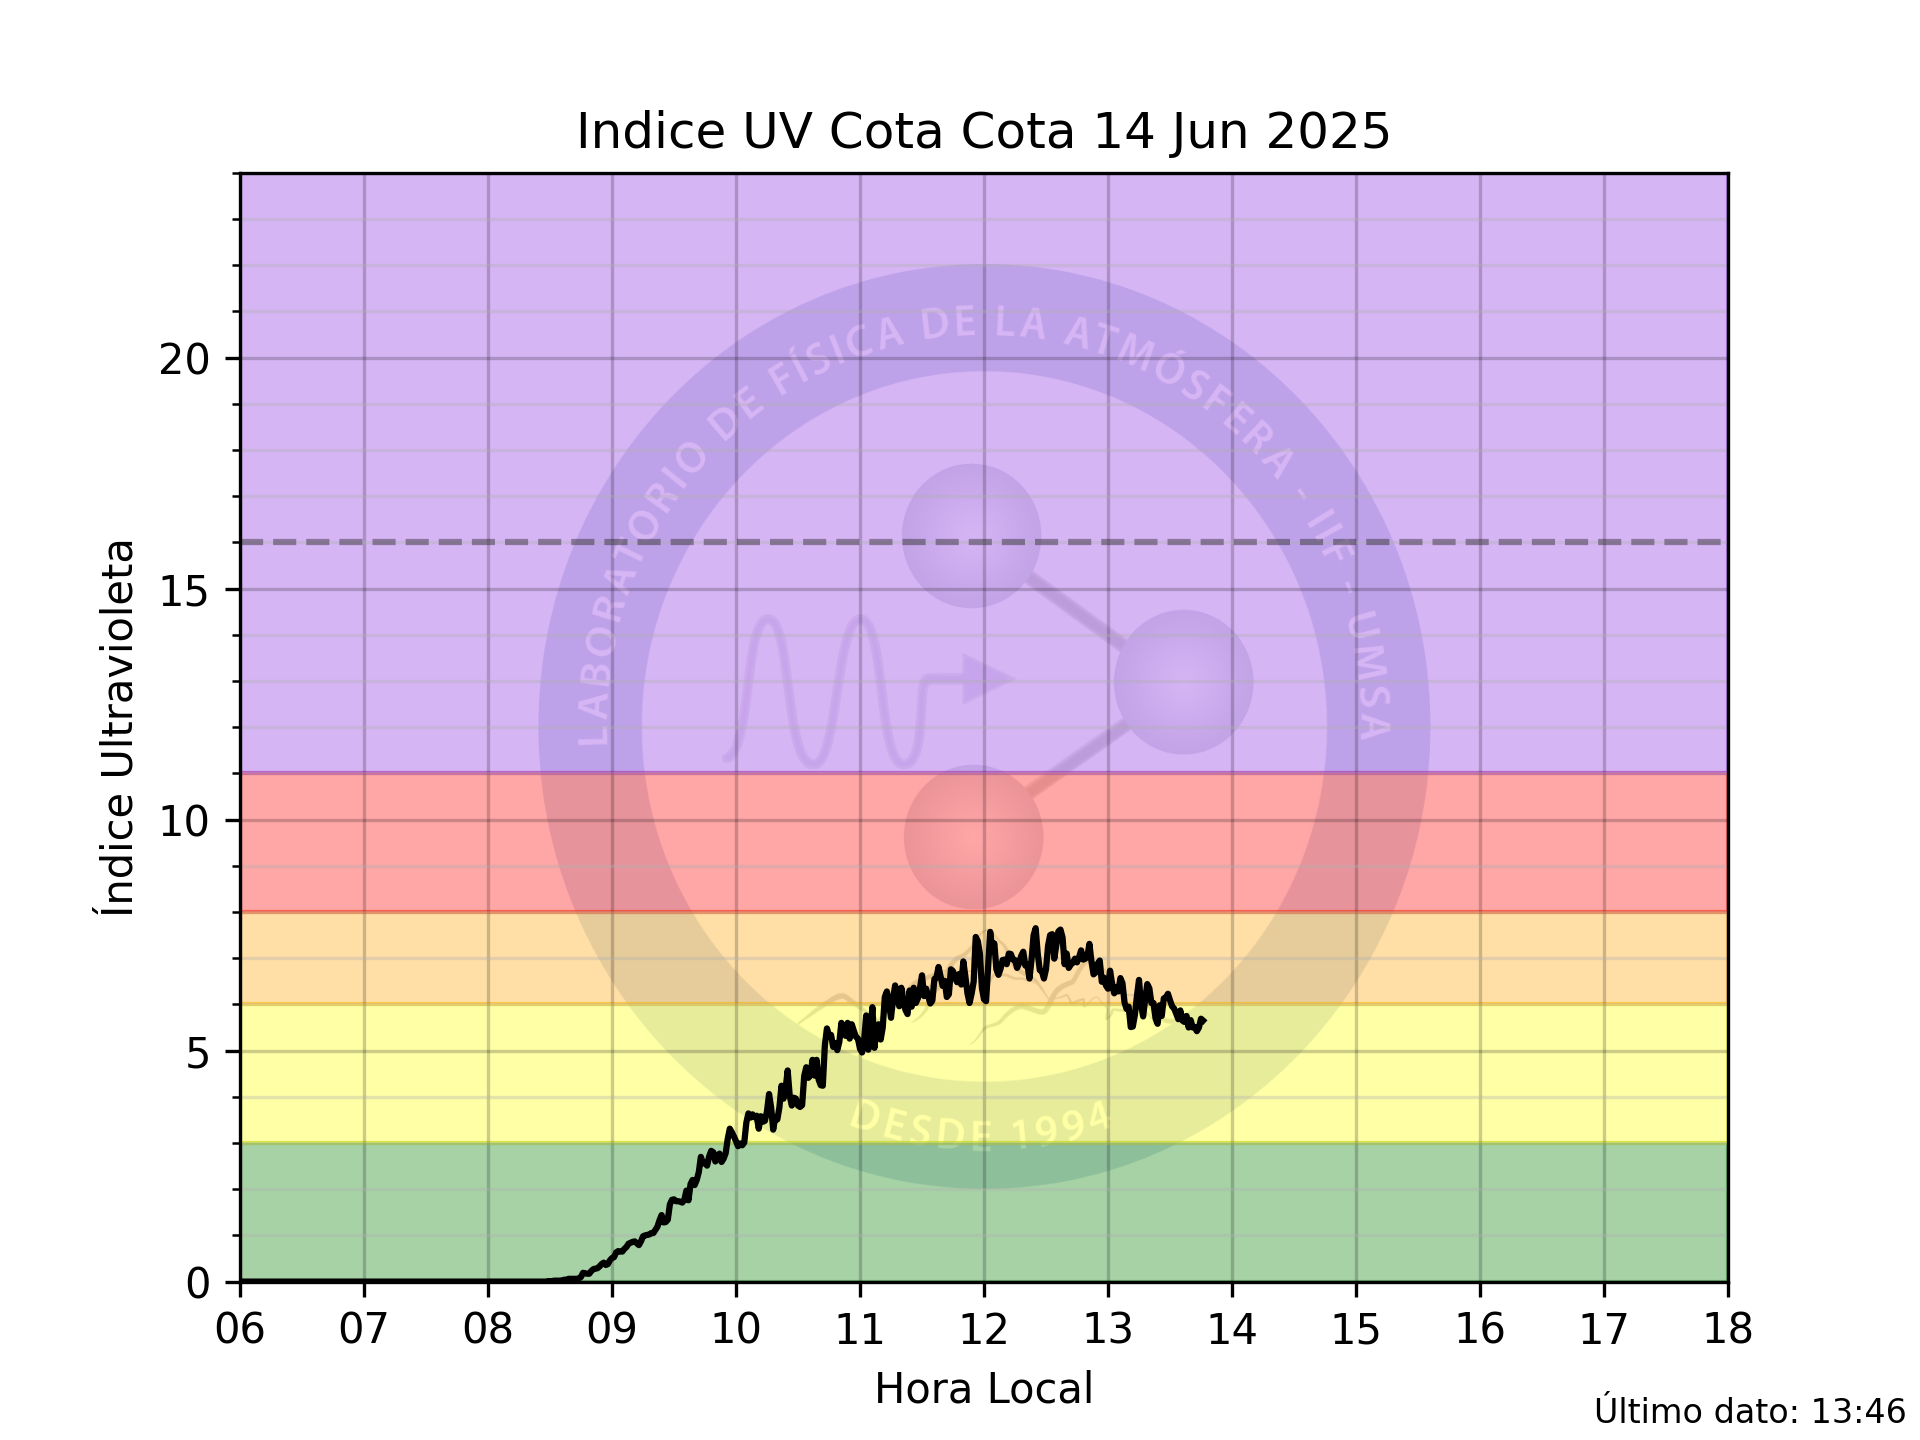 Indice UV Cota Cota 14 Jun 2025
Índice Ultravioleta
20
15
10
5
0
LABORATORIO DE FÍSICA DE LA ATMÓSFERA - IIF - UMSA
DESDE 1994
06 07 08 09 10 11 12 13 14 15 16 17 18
Hora Local
Último dato: 13:46